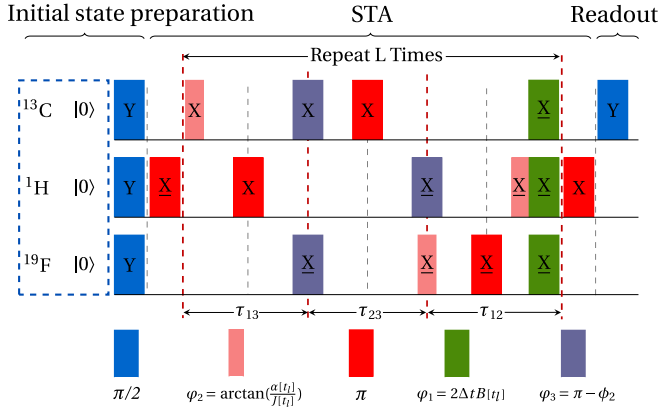 Initial state preparation STA Readout
Repeat L Times
¹³C |0⟩ Y X X X X̲ Y
¹H |0⟩ Y X̲ X X̲ X̲ X̲ X
¹⁹F |0⟩ Y X̲ X̲ X̲ X̲
τ₁₃ τ₂₃ τ₁₂
π/2 φ₂ = arctan(α[tₗ]/J[tₗ]) π φ₁ = 2ΔtB[tₗ] φ₃ = π − ϕ₂